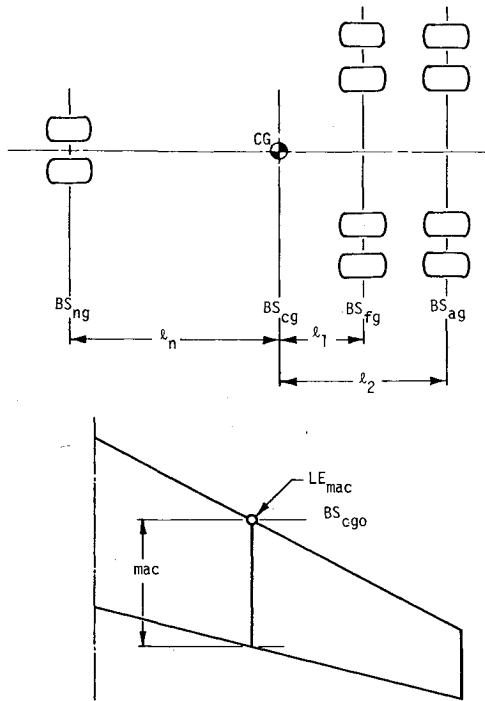 CG
BS_ng
BS_cg
BS_fg
BS_ag
ℓ_n
ℓ_1
ℓ_2
LE_mac
BS_cgo
mac